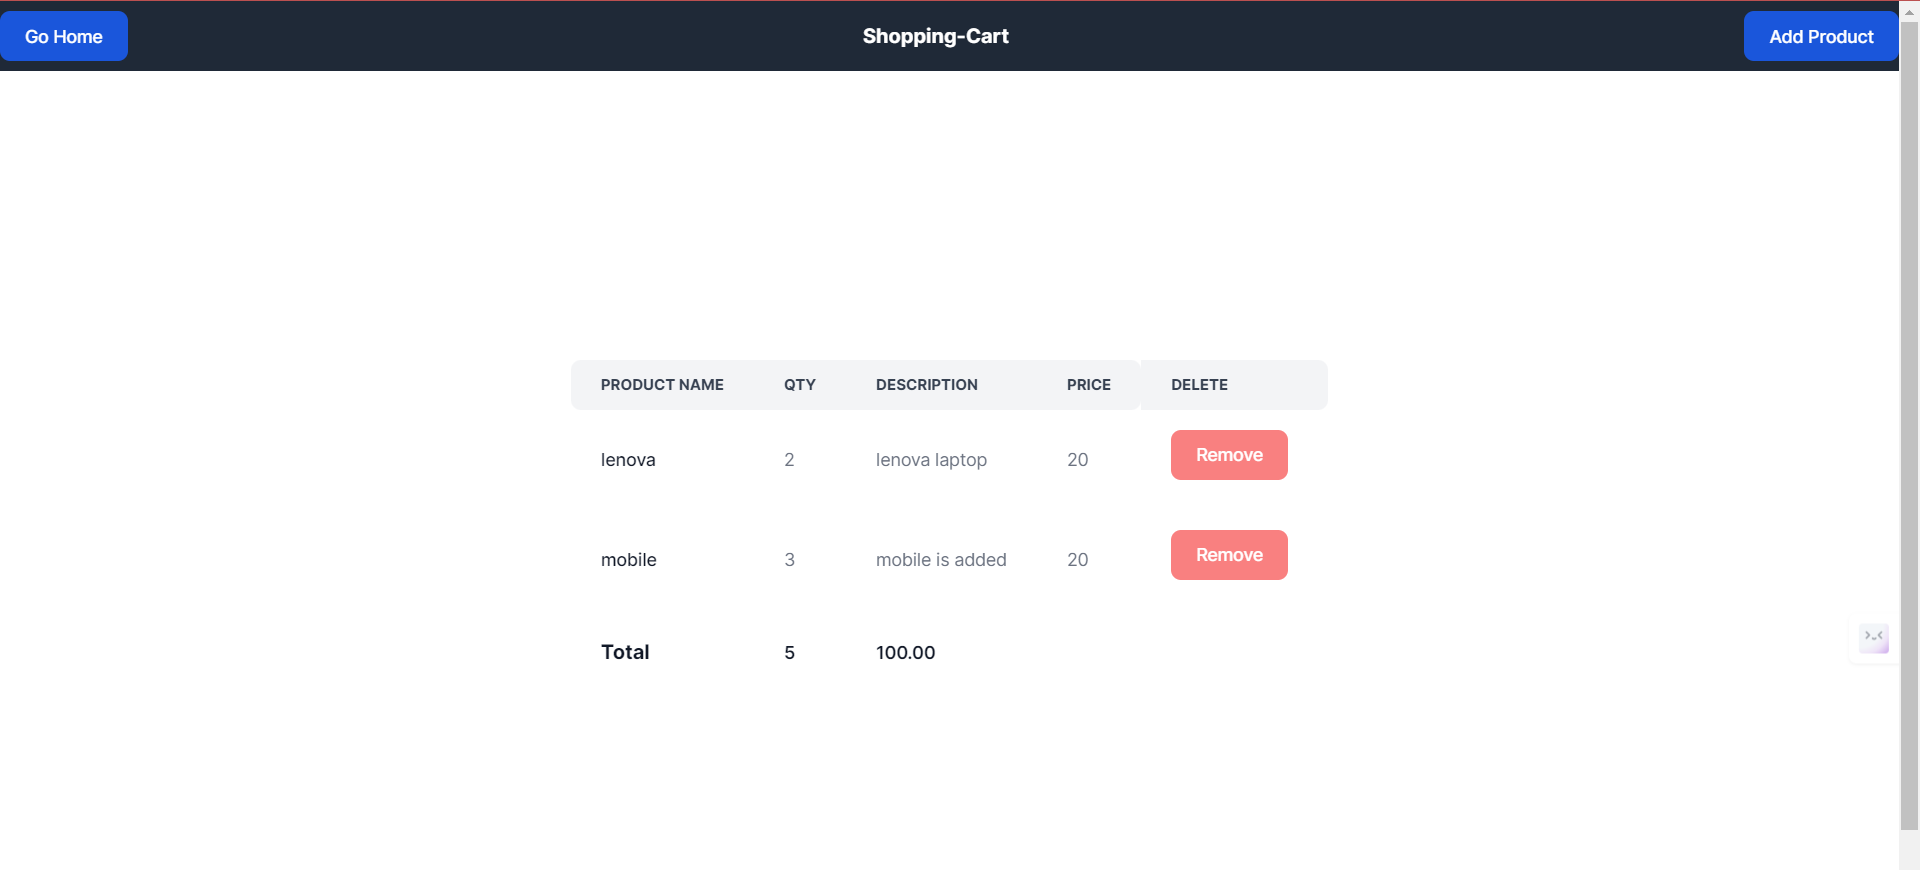 Go Home Shopping-Cart Add Product
PRODUCT NAME QTY DESCRIPTION PRICE DELETE
lenova 2 lenova laptop 20 Remove
mobile 3 mobile is added 20 Remove
Total 5 100.00